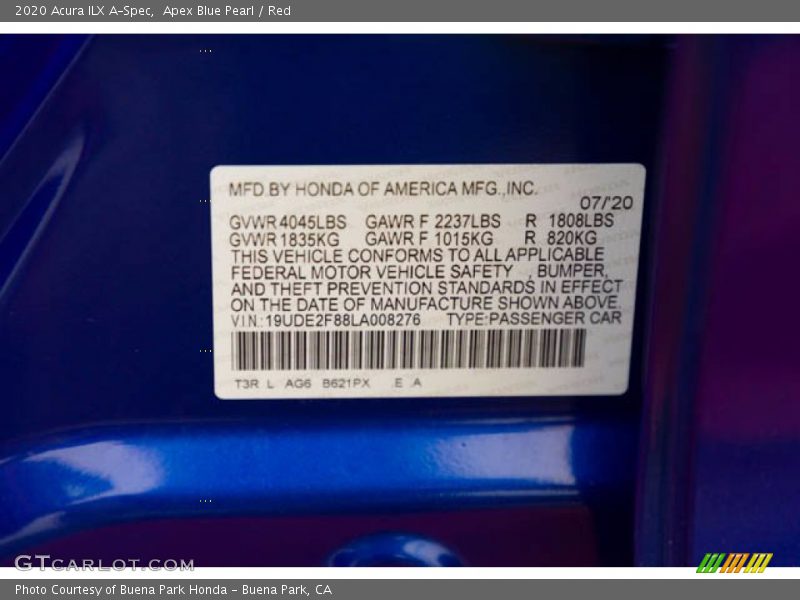 2020 Acura ILX A-Spec,  Apex Blue Pearl / Red
MFD.BY HONDA OF AMERICA MFG.,INC.
07/'20
GVWR 4045LBS GAWR F 2237LBS R 1808LBS
GVWR 1835KG GAWR F 1015KG R 820KG
THIS VEHICLE CONFORMS TO ALL APPLICABLE
FEDERAL MOTOR VEHICLE SAFETY , BUMPER,
AND THEFT PREVENTION STANDARDS IN EFFECT
ON THE DATE OF MANUFACTURE SHOWN ABOVE.
VIN:19UDE2F88LA008276 TYPE:PASSENGER CAR
T3R L AG6 B621PX .E A
GTCARLOT.COM
Photo Courtesy of Buena Park Honda - Buena Park, CA